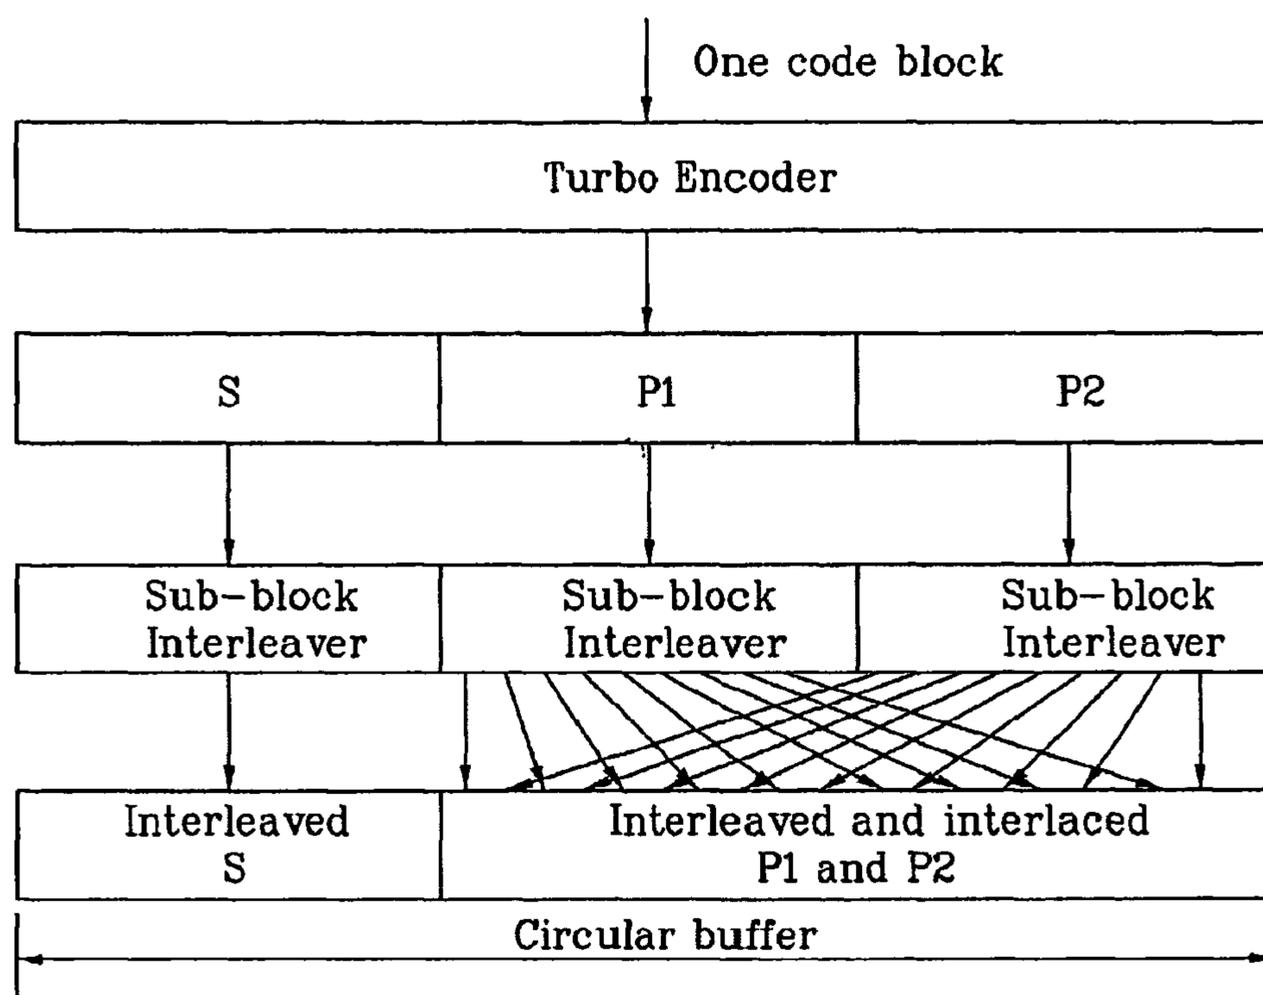 One code block
Turbo Encoder
S
P1
P2
Sub-block
Interleaver
Sub-block
Interleaver
Sub-block
Interleaver
Interleaved
S
Interleaved and interlaced
P1 and P2
Circular buffer